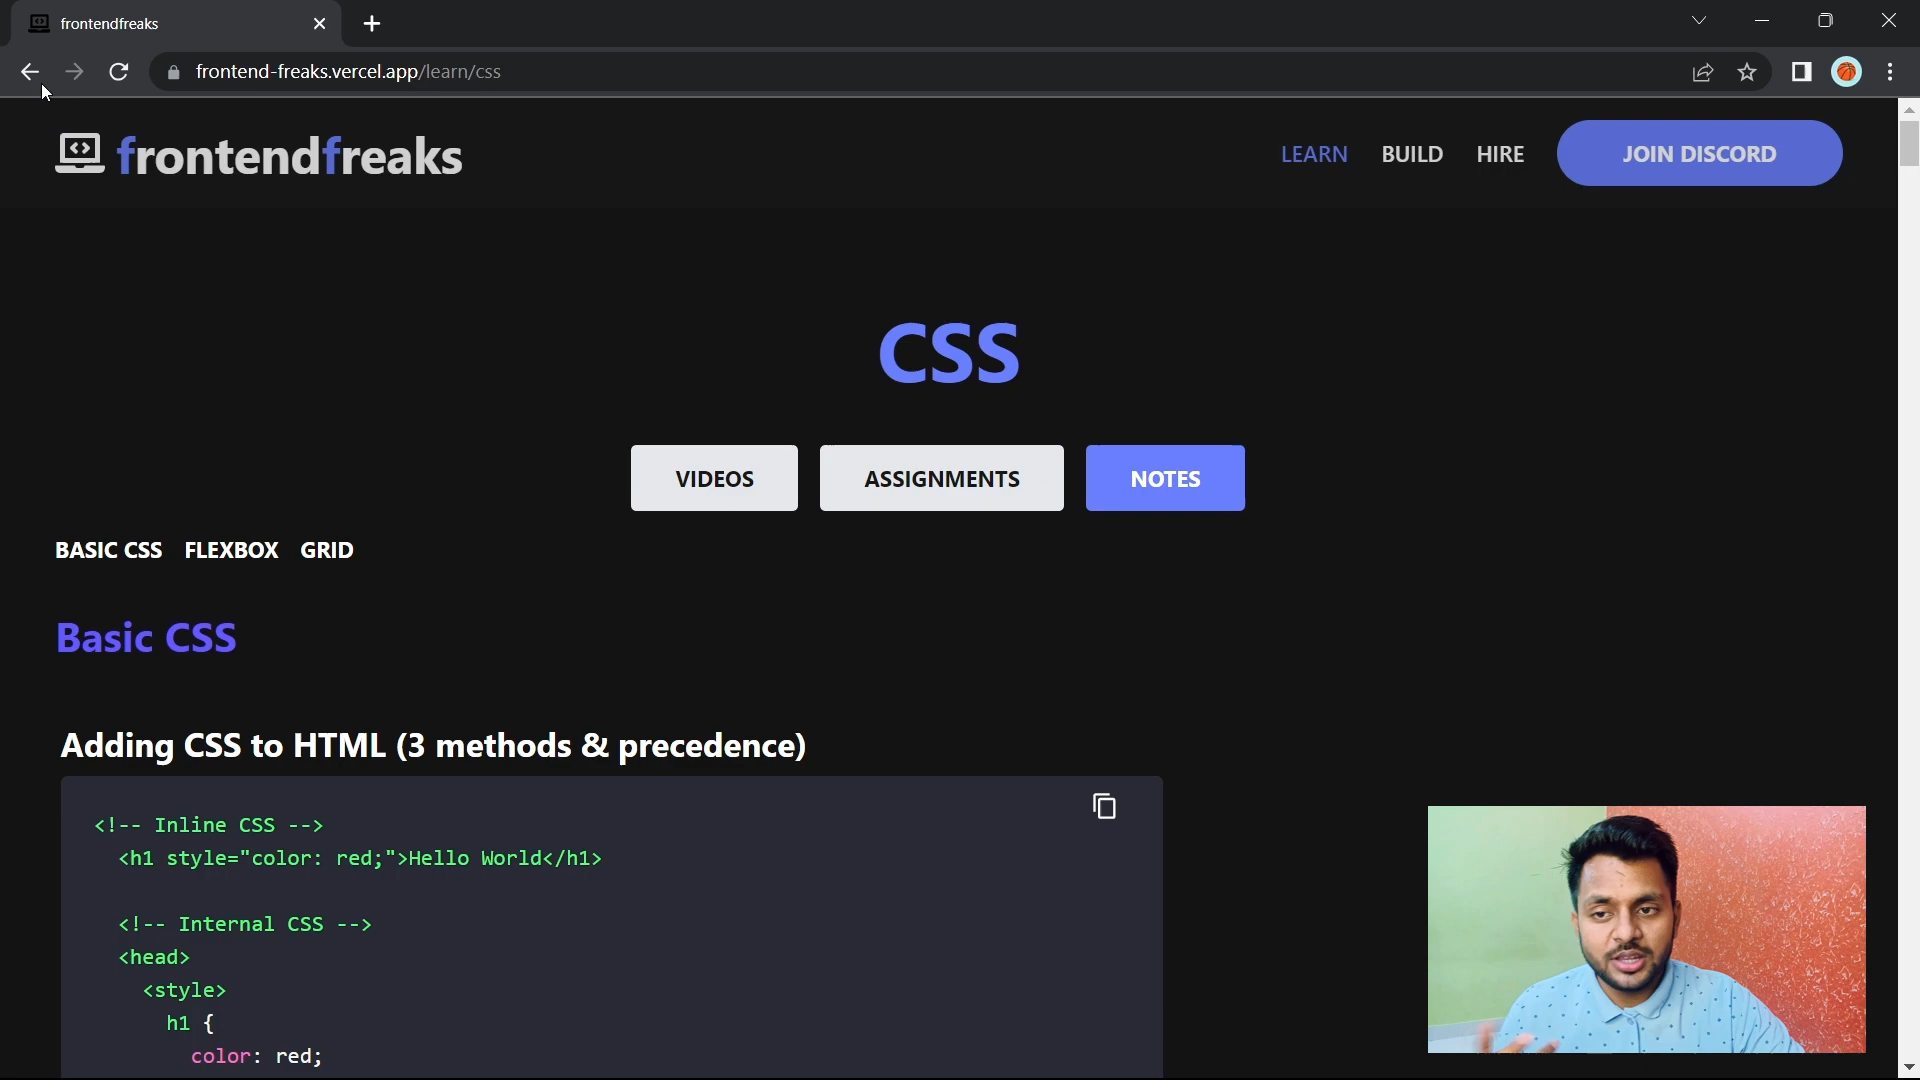 frontendfreaks
frontend-freaks.vercel.app/learn/css
frontendfreaks
LEARN BUILD HIRE JOIN DISCORD
CSS
VIDEOS ASSIGNMENTS NOTES
BASIC CSS FLEXBOX GRID
Basic CSS
Adding CSS to HTML (3 methods & precedence)
<!-- Inline CSS -->
<h1 style="color: red;">Hello World</h1>
<!-- Internal CSS -->
<head>
<style>
h1 {
color: red;